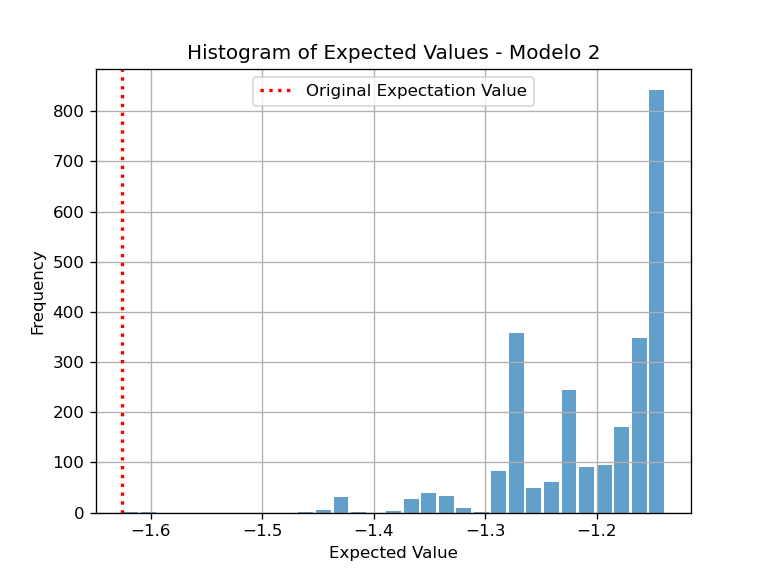 Histogram of Expected Values - Modelo 2
Original Expectation Value
800
700
600
500
400
300
200
100
0
Frequency
−1.6 −1.5 −1.4 −1.3 −1.2
Expected Value